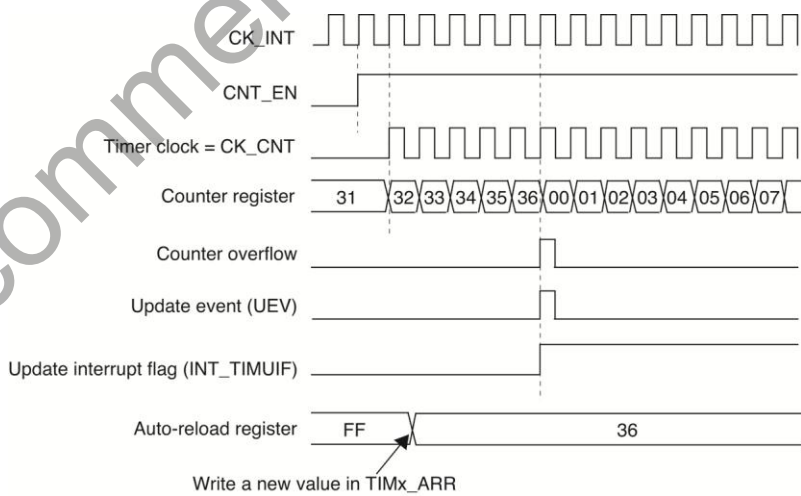 CK_INT
CNT_EN
Timer clock = CK_CNT
Counter register 31 32 33 34 35 36 00 01 02 03 04 05 06 07
Counter overflow
Update event (UEV)
Update interrupt flag (INT_TIMUIF)
Auto-reload register FF 36
Write a new value in TIMx_ARR